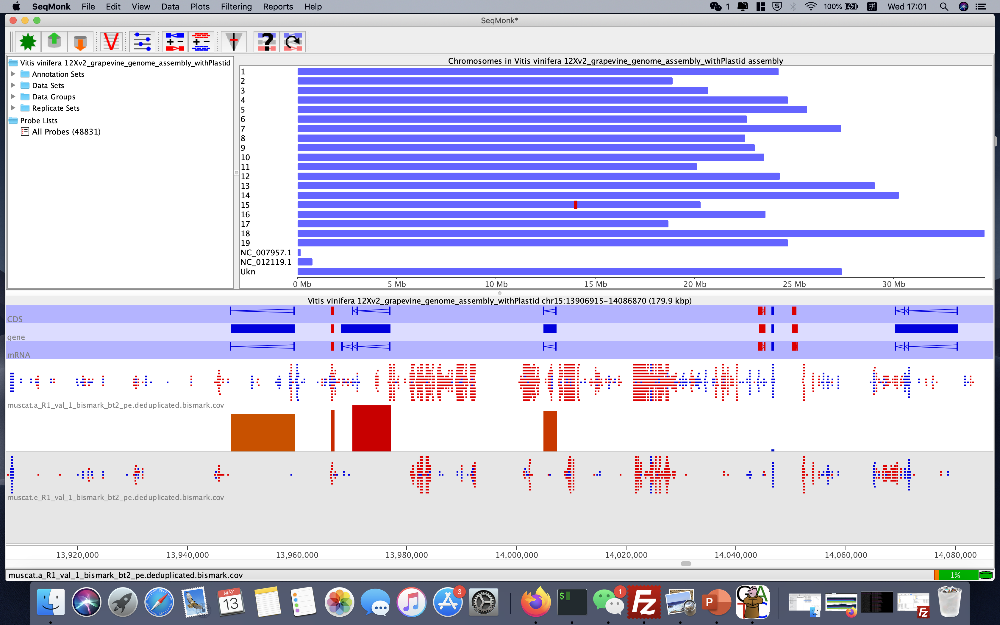 SeqMonk File Edit View Data Plots Filtering Reports Help 1 100% 拼 Wed 17:01
SeqMonk*
Vitis vinifera 12Xv2_grapevine_genome_assembly_withPlastid
Annotation Sets
Data Sets
Data Groups
Replicate Sets
Probe Lists
All Probes (48831)
Chromosomes in Vitis vinifera 12Xv2_grapevine_genome_assembly_withPlastid assembly
1
2
3
4
5
6
7
8
9
10
11
12
13
14
15
16
17
18
19
NC_007957.1
NC_012119.1
Ukn
0 Mb 5 Mb 10 Mb 15 Mb 20 Mb 25 Mb 30 Mb
Vitis vinifera 12Xv2_grapevine_genome_assembly_withPlastid chr15:13906915-14086870 (179.9 kbp)
CDS
gene
mRNA
muscat.a_R1_val_1_bismark_bt2_pe.deduplicated.bismark.cov
muscat.e_R1_val_1_bismark_bt2_pe.deduplicated.bismark.cov
13,920,000 13,940,000 13,960,000 13,980,000 14,000,000 14,020,000 14,040,000 14,060,000 14,080,000
muscat.a_R1_val_1_bismark_bt2_pe.deduplicated.bismark.cov 1%
MAY
13
3
$
1
Fz
P
G A
T C
Fz